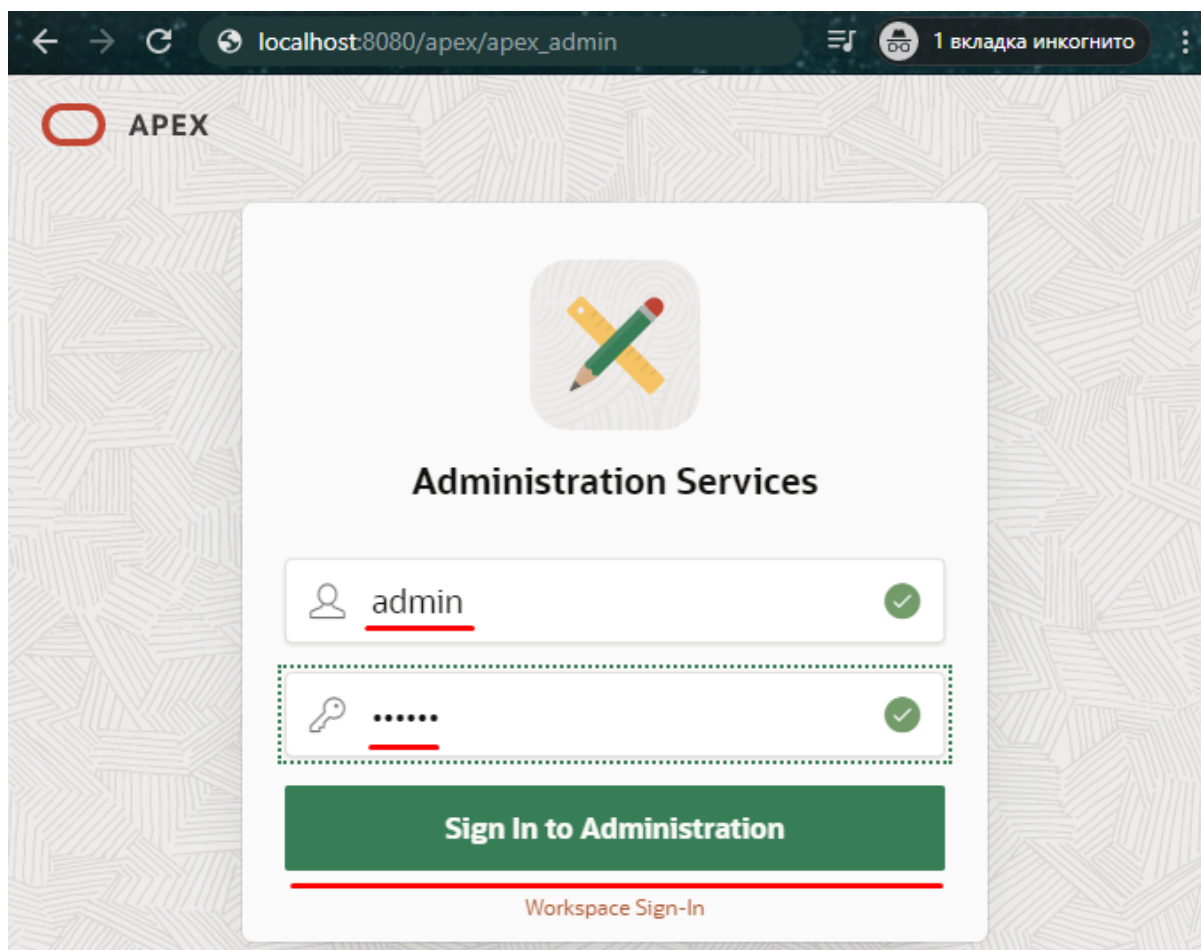 localhost:8080/apex/apex_admin
1 вкладка инкогнито
APEX
Administration Services
admin
••••••
Sign In to Administration
Workspace Sign-In